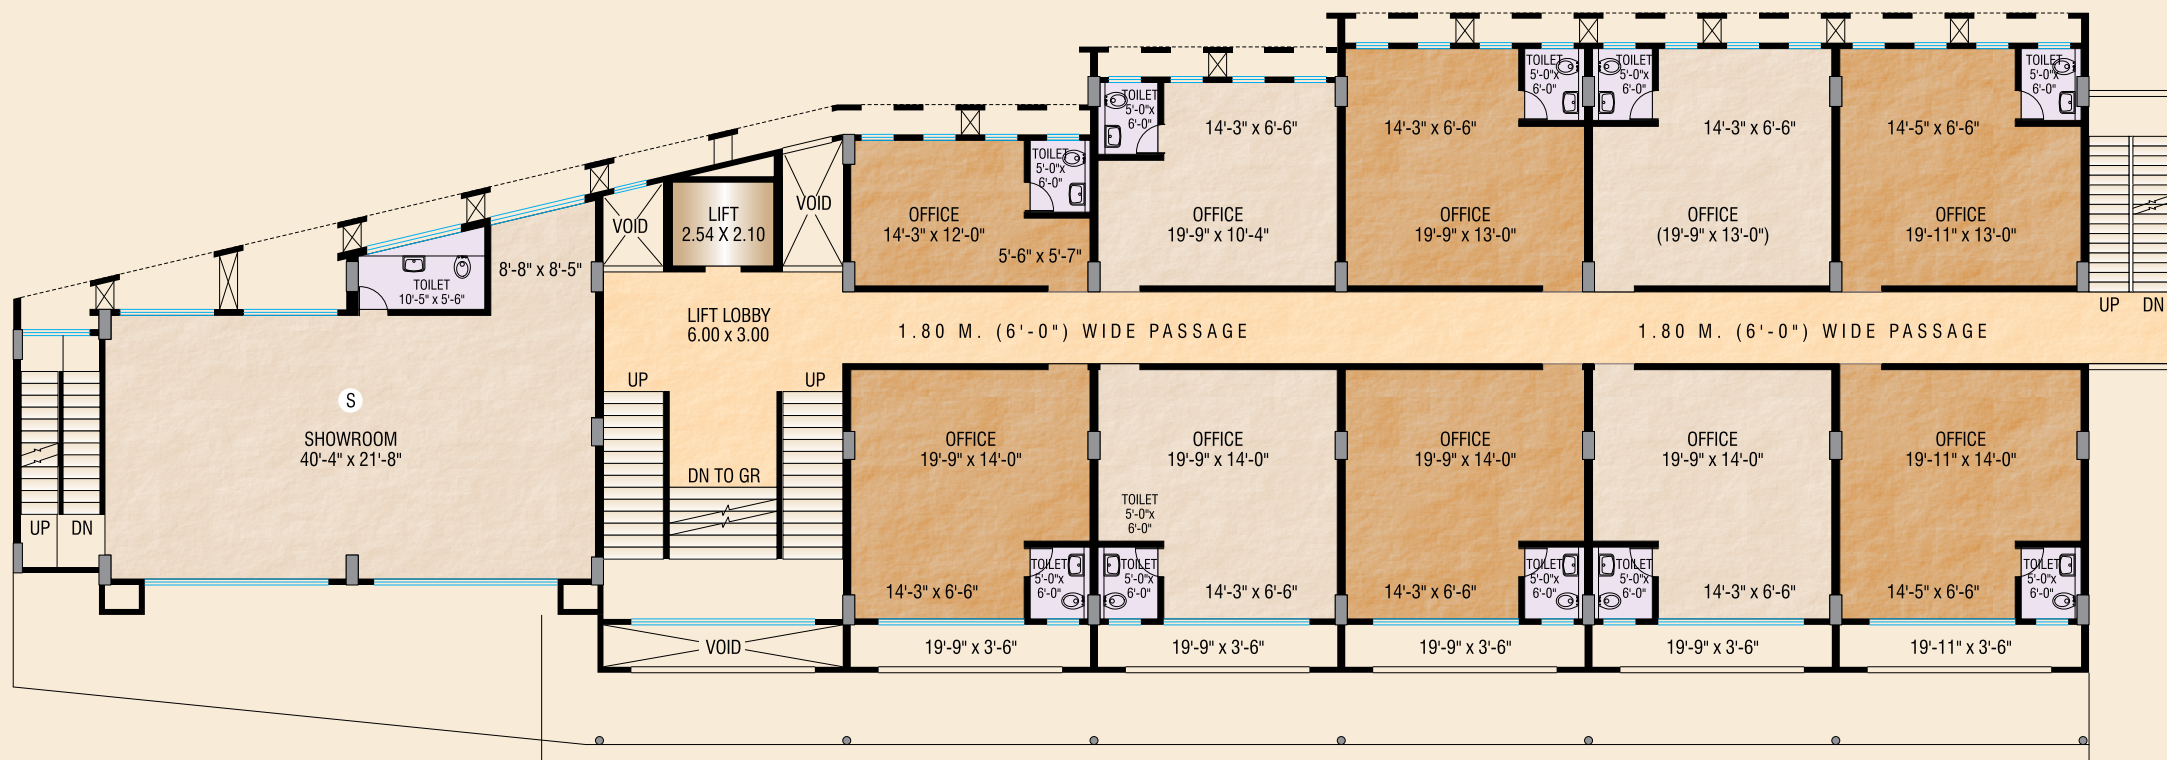 TOILET
5'-0"x
6'-0"
14'-3" x 6'-6"
OFFICE
19'-9" x 10'-4"
TOILET
5'-0"x
6'-0"
14'-3" x 6'-6"
OFFICE
19'-9" x 13'-0"
TOILET
5'-0"x
6'-0"
14'-3" x 6'-6"
OFFICE
(19'-9" x 13'-0")
TOILET
5'-0"x
6'-0"
14'-5" x 6'-6"
OFFICE
19'-11" x 13'-0"
UP
DN
TOILET
5'-0"x
6'-0"
OFFICE
14'-3" x 12'-0"
5'-6" x 5'-7"
VOID
LIFT
2.54 X 2.10
VOID
8'-8" x 8'-5"
TOILET
10'-5" x 5'-6"
LIFT LOBBY
6.00 x 3.00
1.80 M. (6'-0") WIDE PASSAGE
1.80 M. (6'-0") WIDE PASSAGE
UP
UP
DN TO GR
S
SHOWROOM
40'-4" x 21'-8"
UP
DN
OFFICE
19'-9" x 14'-0"
OFFICE
19'-9" x 14'-0"
OFFICE
19'-9" x 14'-0"
OFFICE
19'-9" x 14'-0"
OFFICE
19'-11" x 14'-0"
TOILET
5'-0"x
6'-0"
14'-3" x 6'-6"
TOILET
5'-0"x
6'-0"
TOILET
5'-0"x
6'-0"
14'-3" x 6'-6"
14'-3" x 6'-6"
TOILET
5'-0"x
6'-0"
TOILET
5'-0"x
6'-0"
14'-3" x 6'-6"
14'-5" x 6'-6"
TOILET
5'-0"x
6'-0"
VOID
19'-9" x 3'-6"
19'-9" x 3'-6"
19'-9" x 3'-6"
19'-9" x 3'-6"
19'-11" x 3'-6"